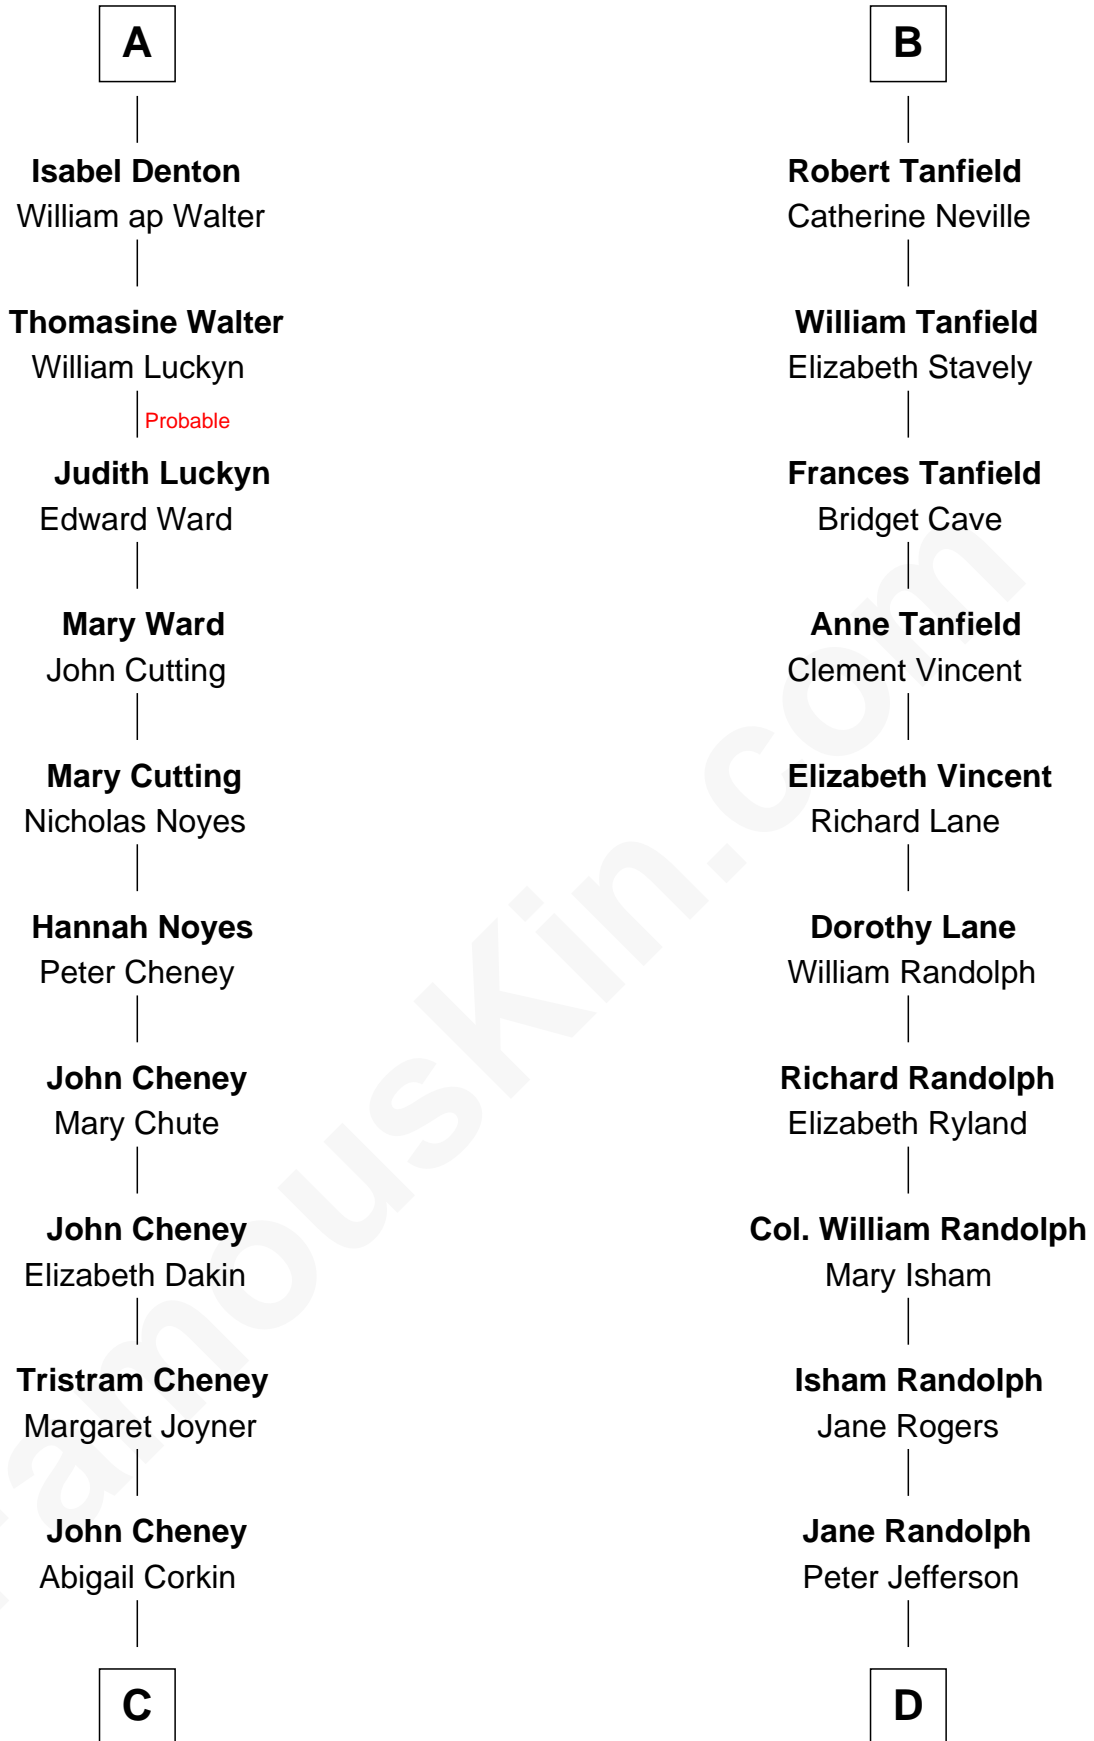 A
Isabel Denton
William ap Walter
Thomasine Walter
William Luckyn
Probable
Judith Luckyn
Edward Ward
Mary Ward
John Cutting
Mary Cutting
Nicholas Noyes
Hannah Noyes
Peter Cheney
John Cheney
Mary Chute
John Cheney
Elizabeth Dakin
Tristram Cheney
Margaret Joyner
John Cheney
Abigail Corkin
C
B
Robert Tanfield
Catherine Neville
William Tanfield
Elizabeth Stavely
Frances Tanfield
Bridget Cave
Anne Tanfield
Clement Vincent
Elizabeth Vincent
Richard Lane
Dorothy Lane
William Randolph
Richard Randolph
Elizabeth Ryland
Col. William Randolph
Mary Isham
Isham Randolph
Jane Rogers
Jane Randolph
Peter Jefferson
D
FamousKin.com